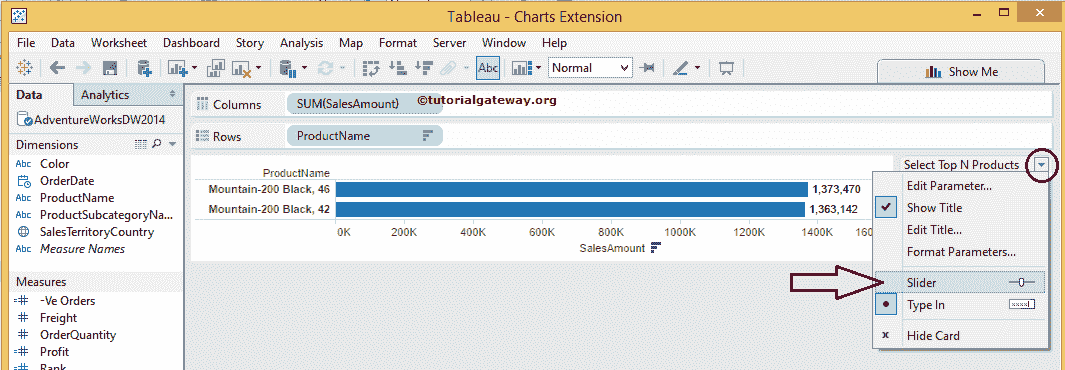 Tableau - Charts Extension
File Data Worksheet Dashboard Story Analysis Map Format Server Window Help
Abc Normal Show Me
Data Analytics
AdventureWorksDW2014
Dimensions
Abc Color
OrderDate
Abc ProductName
Abc ProductSubcategoryNa...
SalesTerritoryCountry
Abc Measure Names
Measures
-Ve Orders
Freight
OrderQuantity
Profit
Rank
Columns SUM(SalesAmount) ©tutorialgateway.org
Rows ProductName
ProductName
Mountain-200 Black, 46 1,373,470
Mountain-200 Black, 42 1,363,142
0K 200K 400K 600K 800K 1000K 1200K 1400K
SalesAmount
Select Top N Products
Edit Parameter...
Show Title
Edit Title...
Format Parameters...
Slider
Type In
Hide Card